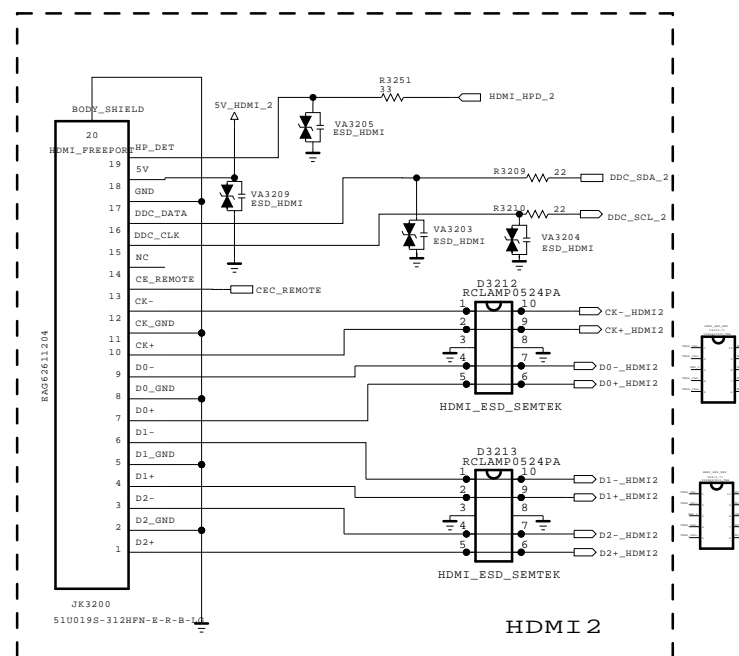 R3251
33
HDMI_HPD_2
BODY_SHIELD
5V_HDMI_2
20
HDMI_FREEPORT
VA3205
ESD_HDMI
HP_DET
19
5V
18
GND
17
DDC_DATA
16
DDC_CLK
15
NC
14
CE_REMOTE
13
CK-
12
CK_GND
11
CK+
10
D0-
9
D0_GND
8
D0+
7
D1-
6
D1_GND
5
D1+
4
D2-
3
D2_GND
2
D2+
1
VA3209
ESD_HDMI
R3209
22
DDC_SDA_2
R3210
22
DDC_SCL_2
VA3203
ESD_HDMI
VA3204
ESD_HDMI
CEC_REMOTE
D3212
RCLAMP0524PA
1
10
CK-_HDMI2
2
9
CK+_HDMI2
3
8
4
7
D0-_HDMI2
5
6
D0+_HDMI2
HDMI_ESD_SEMTEK
EAG62611204
D3213
RCLAMP0524PA
1
10
D1-_HDMI2
2
9
D1+_HDMI2
3
8
4
7
D2-_HDMI2
5
6
D2+_HDMI2
HDMI_ESD_SEMTEK
JK3200
51U019S-312HFN-E-R-B-LG
HDMI2